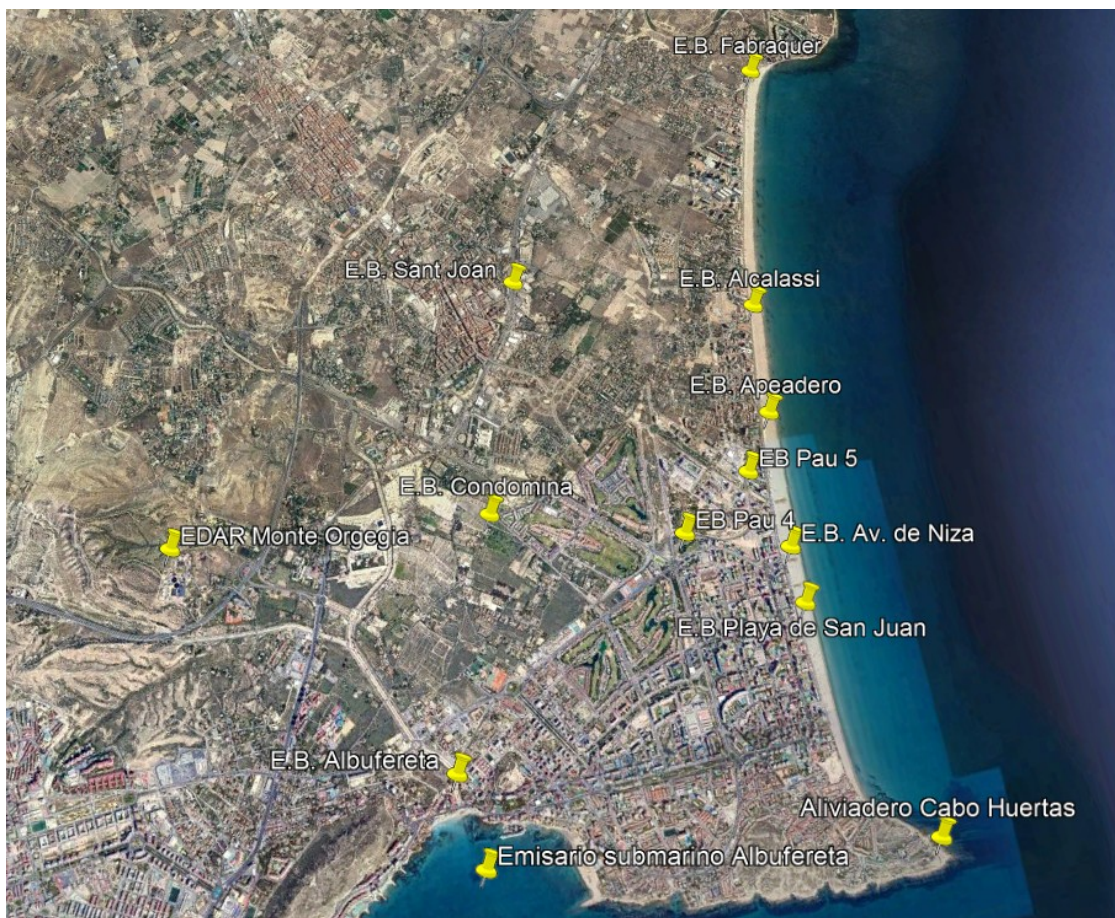 E.B. Fabraquer
E.B. Sant Joan
E.B. Alcalassi
E.B. Apeadero
EB Pau 5
E.B. Condomina
EB Pau 4
EDAR Monte Orgegia
E.B. Av. de Niza
E.B Playa de San Juan
E.B. Albufereta
Aliviadero Cabo Huertas
Emisario submarino Albufereta